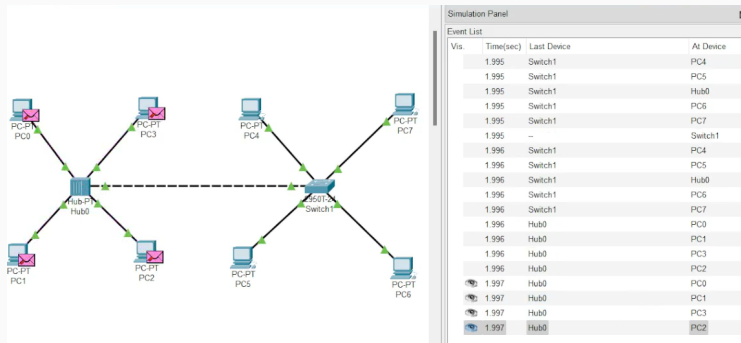 Simulation Panel
Event List
Vis. Time(sec) Last Device At Device
1.995 Switch1 PC4
1.995 Switch1 PC5
1.995 Switch1 Hub0
1.995 Switch1 PC6
1.995 Switch1 PC7
1.995 -- Switch1
1.996 Switch1 PC4
1.996 Switch1 PC5
1.996 Switch1 Hub0
1.996 Switch1 PC6
1.996 Switch1 PC7
1.996 Hub0 PC0
1.996 Hub0 PC1
1.996 Hub0 PC3
1.996 Hub0 PC2
1.997 Hub0 PC0
1.997 Hub0 PC1
1.997 Hub0 PC3
1.997 Hub0 PC2
PC-PT
PC0
PC-PT
PC3
PC-PT
PC4
PC-PT
PC7
Hub-PT
Hub0
2950T-24
Switch1
PC-PT
PC1
PC-PT
PC2
PC-PT
PC5
PC-PT
PC6